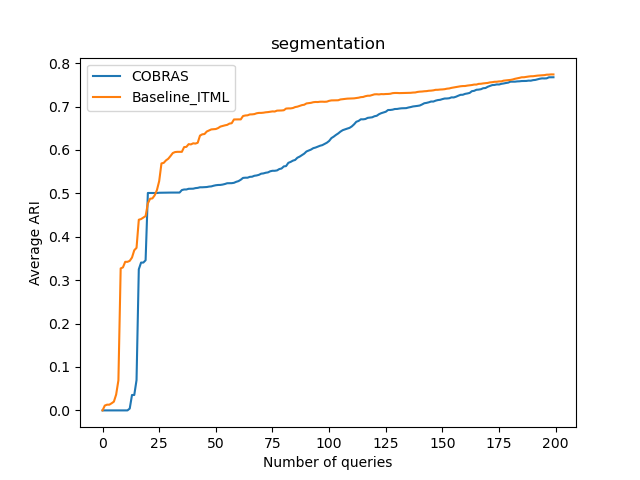 segmentation
COBRAS
Baseline_ITML
Average ARI
0.8
0.7
0.6
0.5
0.4
0.3
0.2
0.1
0.0
0 25 50 75 100 125 150 175 200
Number of queries